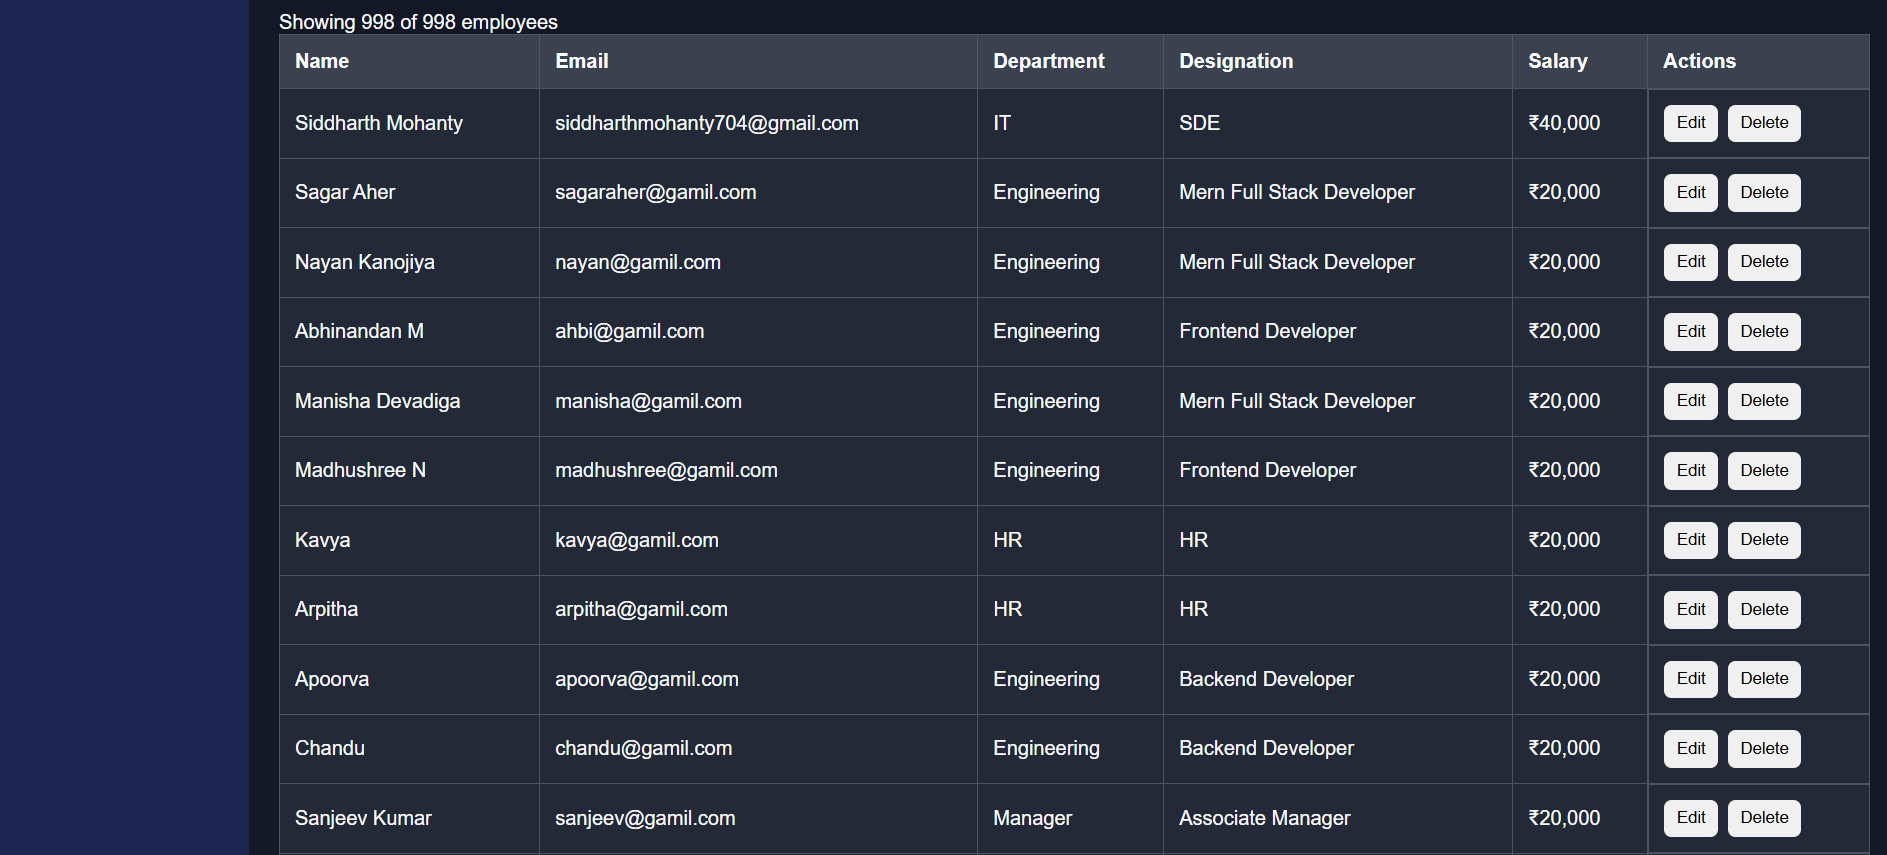 Showing 998 of 998 employees
Name Email Department Designation Salary Actions
Siddharth Mohanty siddharthmohanty704@gmail.com IT SDE ₹40,000 Edit Delete
Sagar Aher sagaraher@gamil.com Engineering Mern Full Stack Developer ₹20,000 Edit Delete
Nayan Kanojiya nayan@gamil.com Engineering Mern Full Stack Developer ₹20,000 Edit Delete
Abhinandan M ahbi@gamil.com Engineering Frontend Developer ₹20,000 Edit Delete
Manisha Devadiga manisha@gamil.com Engineering Mern Full Stack Developer ₹20,000 Edit Delete
Madhushree N madhushree@gamil.com Engineering Frontend Developer ₹20,000 Edit Delete
Kavya kavya@gamil.com HR HR ₹20,000 Edit Delete
Arpitha arpitha@gamil.com HR HR ₹20,000 Edit Delete
Apoorva apoorva@gamil.com Engineering Backend Developer ₹20,000 Edit Delete
Chandu chandu@gamil.com Engineering Backend Developer ₹20,000 Edit Delete
Sanjeev Kumar sanjeev@gamil.com Manager Associate Manager ₹20,000 Edit Delete